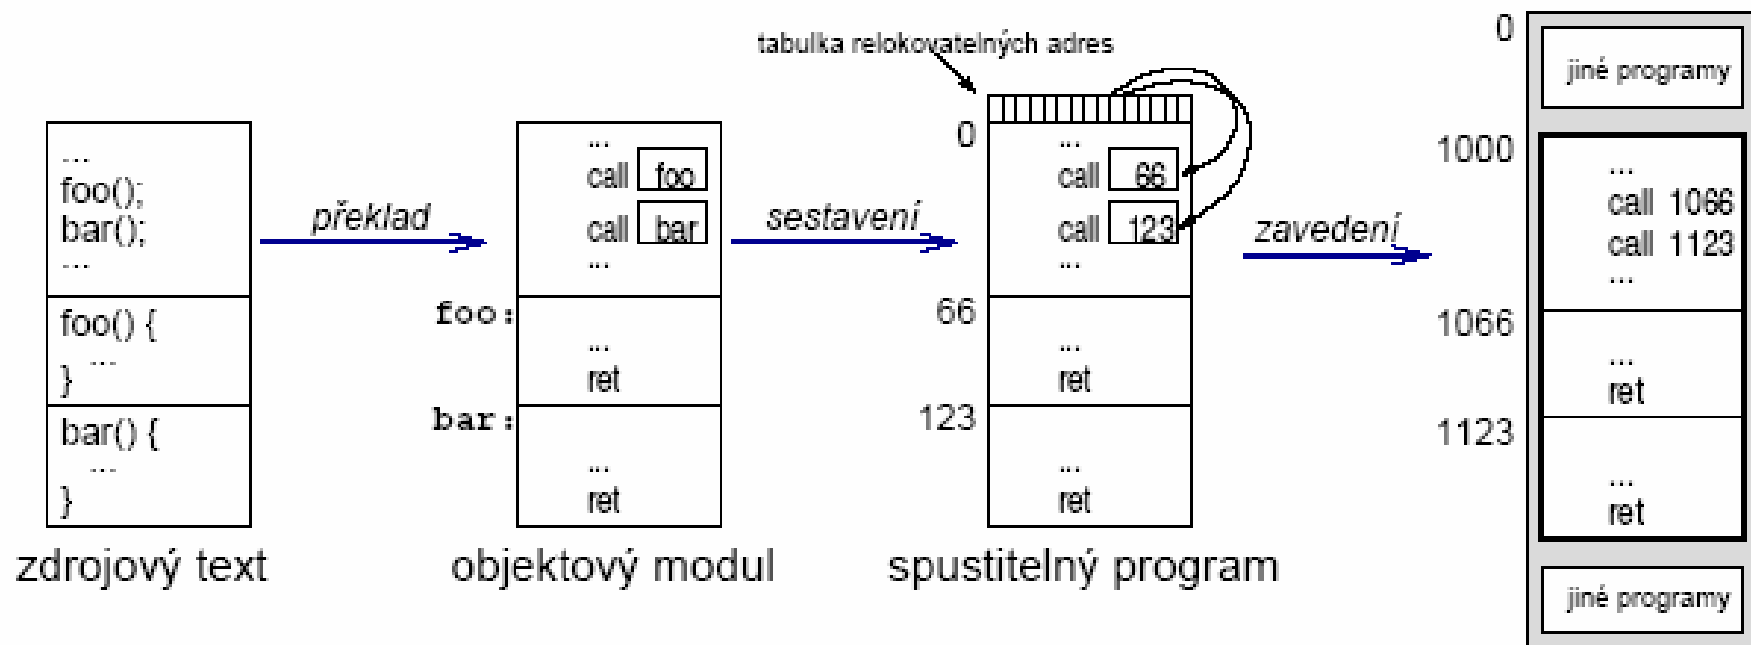 tabulka relokovatelných adres
...
foo();
bar();
...
foo() {
...
}
bar() {
...
}
zdrojový text
překlad
...
call foo
call bar
...
foo:
...
ret
bar:
...
ret
objektový modul
sestavení
0
...
call 66
call 123
...
66
...
ret
123
...
ret
spustitelný program
zavedení
0
jiné programy
1000
...
call 1066
call 1123
...
1066
...
ret
1123
...
ret
jiné programy